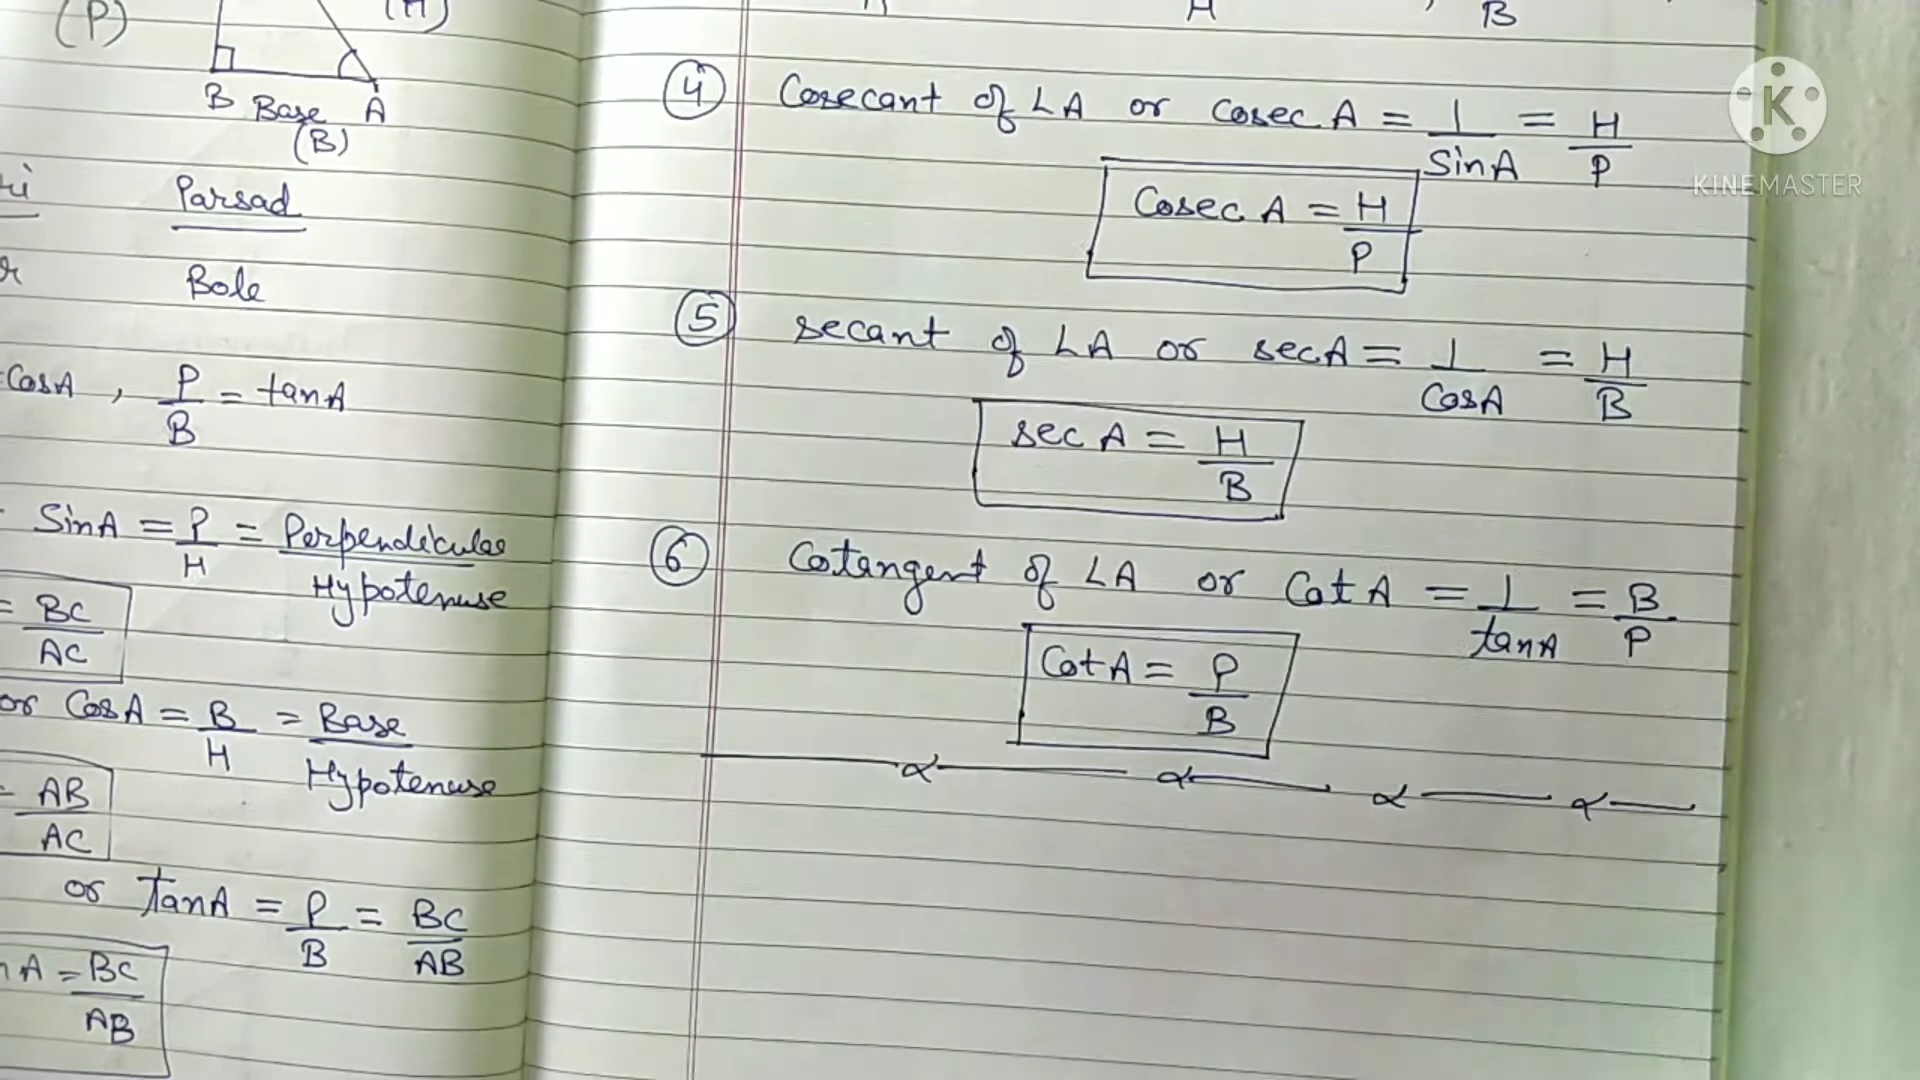 (P)
(H)
B Base A
(B)
Parsad
Bole
CosA , P/B = tanA
SinA = P/H = Perpendicular/Hypotenuse
= BC/AC
or CosA = B/H = Base/Hypotenuse
= AB/AC
or TanA = P/B = BC/AB
A = BC/AB
H
B
④ Cosecant of ∠A or Cosec A = 1/SinA = H/P
Cosec A = H/P
⑤ secant of ∠A or secA = 1/CosA = H/B
sec A = H/B
⑥ Cotangent of ∠A or Cot A = 1/tanA = B/P
Cot A = P/B
K
KINEMASTER